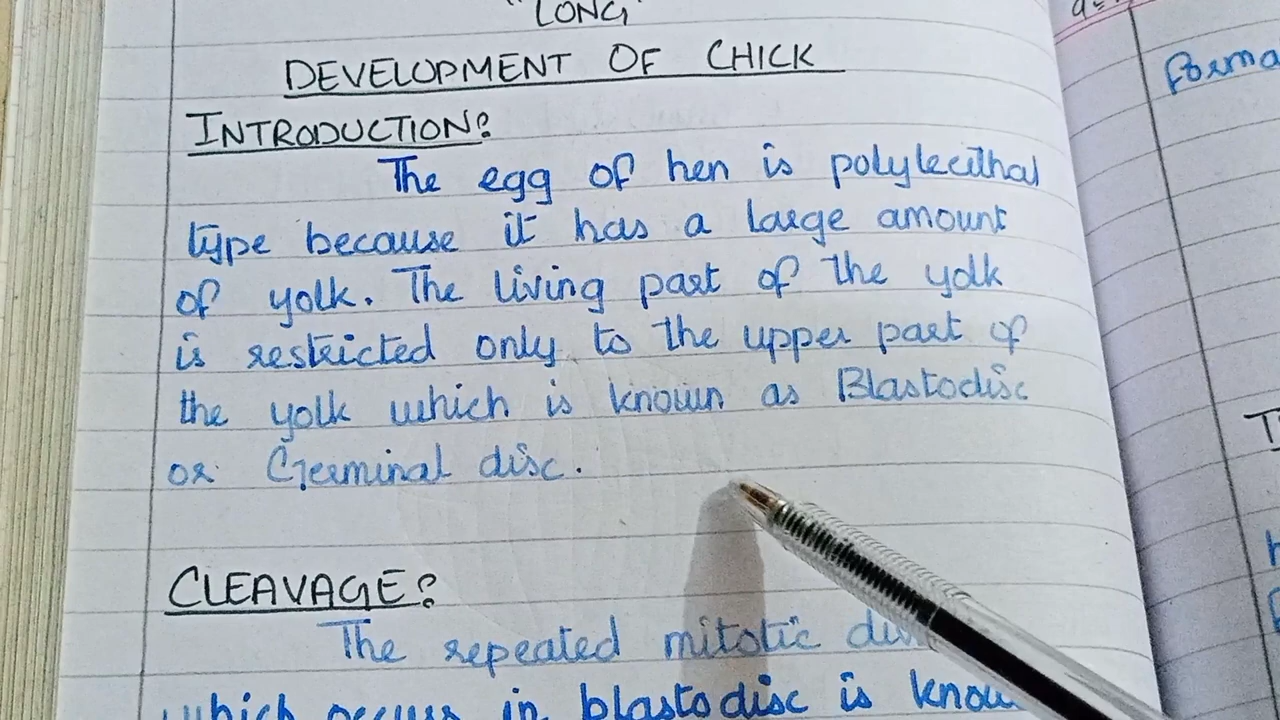 "LONG"
DEVELOPMENT OF CHICK
INTRODUCTION:
The egg of hen is polylecithal
type because it has a large amount
of yolk. The living part of the yolk
is restricted only to the upper part of
the yolk which is known as Blastodisc
or Germinal disc.
CLEAVAGE:
The repeated mitotic
which occurs in blastodisc is